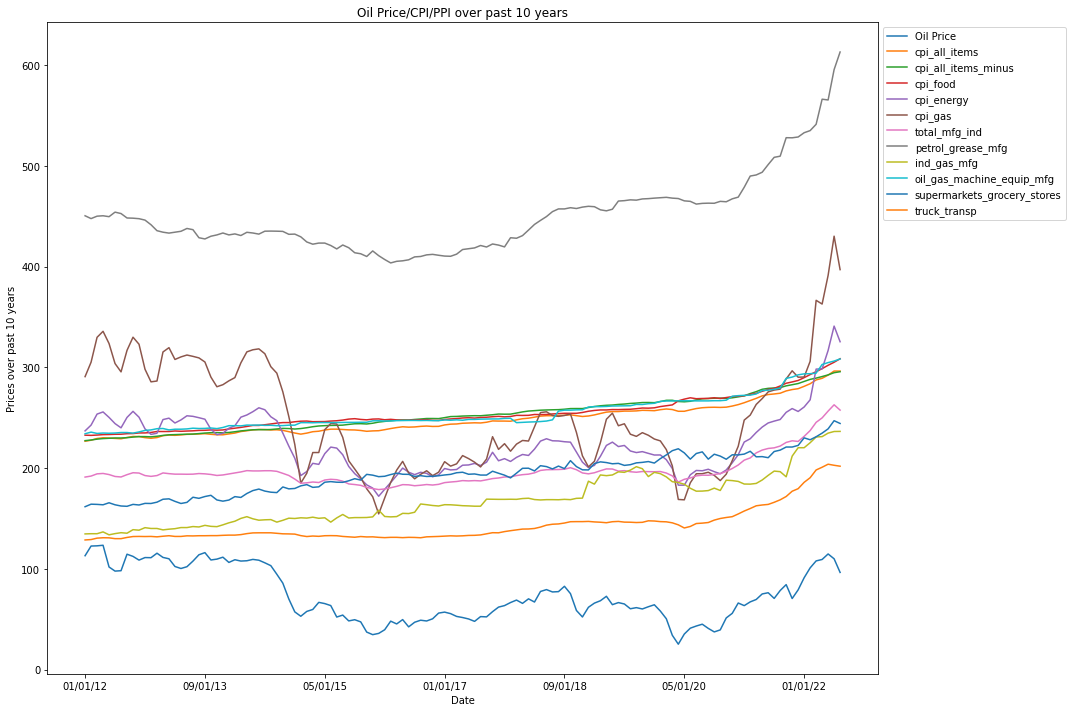 Oil Price/CPI/PPI over past 10 years
Prices over past 10 years
600
500
400
300
200
100
0
01/01/12
09/01/13
05/01/15
01/01/17
09/01/18
05/01/20
01/01/22
Date
Oil Price
cpi_all_items
cpi_all_items_minus
cpi_food
cpi_energy
cpi_gas
total_mfg_ind
petrol_grease_mfg
ind_gas_mfg
oil_gas_machine_equip_mfg
supermarkets_grocery_stores
truck_transp